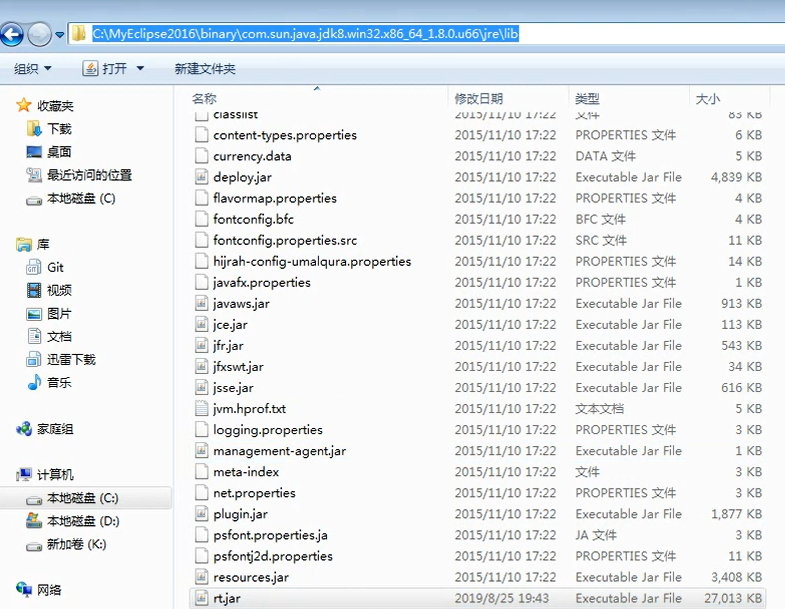 C:\MyEclipse2016\binary\com.sun.java.jdk8.win32.x86_64_1.8.0.u66\jre\lib
组织 打开 新建文件夹
收藏夹
下载
桌面
最近访问的位置
本地磁盘 (C)
库
Git
视频
图片
文档
迅雷下载
音乐
家庭组
计算机
本地磁盘 (C:)
本地磁盘 (D:)
新加卷 (K:)
网络
名称 修改日期 类型 大小
classlist 2015/11/10 17:22 文件 83 KB
content-types.properties 2015/11/10 17:22 PROPERTIES 文件 6 KB
currency.data 2015/11/10 17:22 DATA 文件 5 KB
deploy.jar 2015/11/10 17:22 Executable Jar File 4,839 KB
flavormap.properties 2015/11/10 17:22 PROPERTIES 文件 4 KB
fontconfig.bfc 2015/11/10 17:22 BFC 文件 4 KB
fontconfig.properties.src 2015/11/10 17:22 SRC 文件 11 KB
hijrah-config-umalqura.properties 2015/11/10 17:22 PROPERTIES 文件 14 KB
javafx.properties 2015/11/10 17:22 PROPERTIES 文件 1 KB
javaws.jar 2015/11/10 17:22 Executable Jar File 913 KB
jce.jar 2015/11/10 17:22 Executable Jar File 113 KB
jfr.jar 2015/11/10 17:22 Executable Jar File 543 KB
jfxswt.jar 2015/11/10 17:22 Executable Jar File 34 KB
jsse.jar 2015/11/10 17:22 Executable Jar File 616 KB
jvm.hprof.txt 2015/11/10 17:22 文本文档 5 KB
logging.properties 2015/11/10 17:22 PROPERTIES 文件 3 KB
management-agent.jar 2015/11/10 17:22 Executable Jar File 1 KB
meta-index 2015/11/10 17:22 文件 3 KB
net.properties 2015/11/10 17:22 PROPERTIES 文件 3 KB
plugin.jar 2015/11/10 17:22 Executable Jar File 1,877 KB
psfont.properties.ja 2015/11/10 17:22 JA 文件 3 KB
psfontj2d.properties 2015/11/10 17:22 PROPERTIES 文件 11 KB
resources.jar 2015/11/10 17:22 Executable Jar File 3,408 KB
rt.jar 2019/8/25 19:43 Executable Jar File 27,013 KB